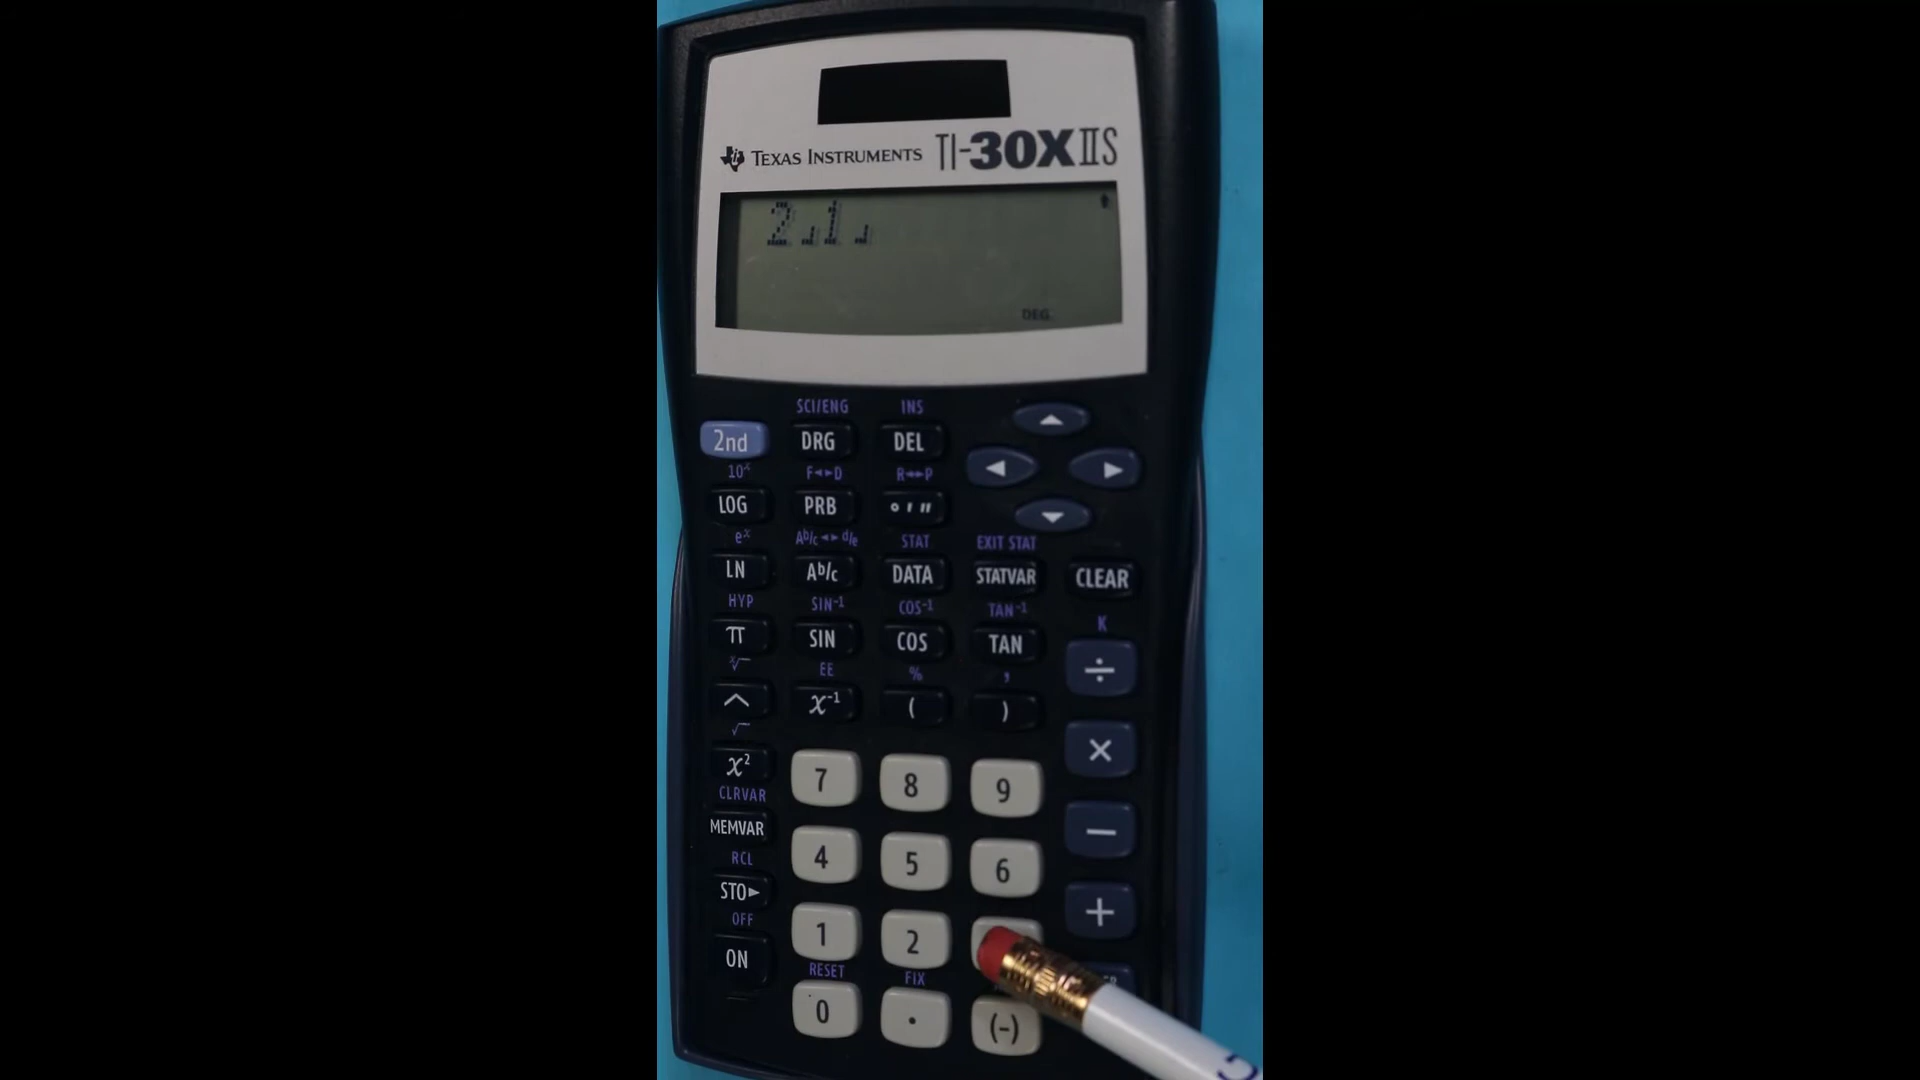 TEXAS INSTRUMENTS TI-30X IIS
2.1.
DEG
SCI/ENG INS
2nd DRG DEL
10ˣ F◄►D R◄►P
LOG PRB ° ' "
eˣ Ab/c◄►d/e STAT EXIT STAT
LN Ab/c DATA STATVAR CLEAR
HYP SIN⁻¹ COS⁻¹ TAN⁻¹ K
π SIN COS TAN ÷
ˣ√ EE % ,
^ x⁻¹ ( ) ×
√
x² 7 8 9
CLRVAR −
MEMVAR 4 5 6
RCL
STO► +
OFF 1 2
ON RESET FIX
0 . (-)